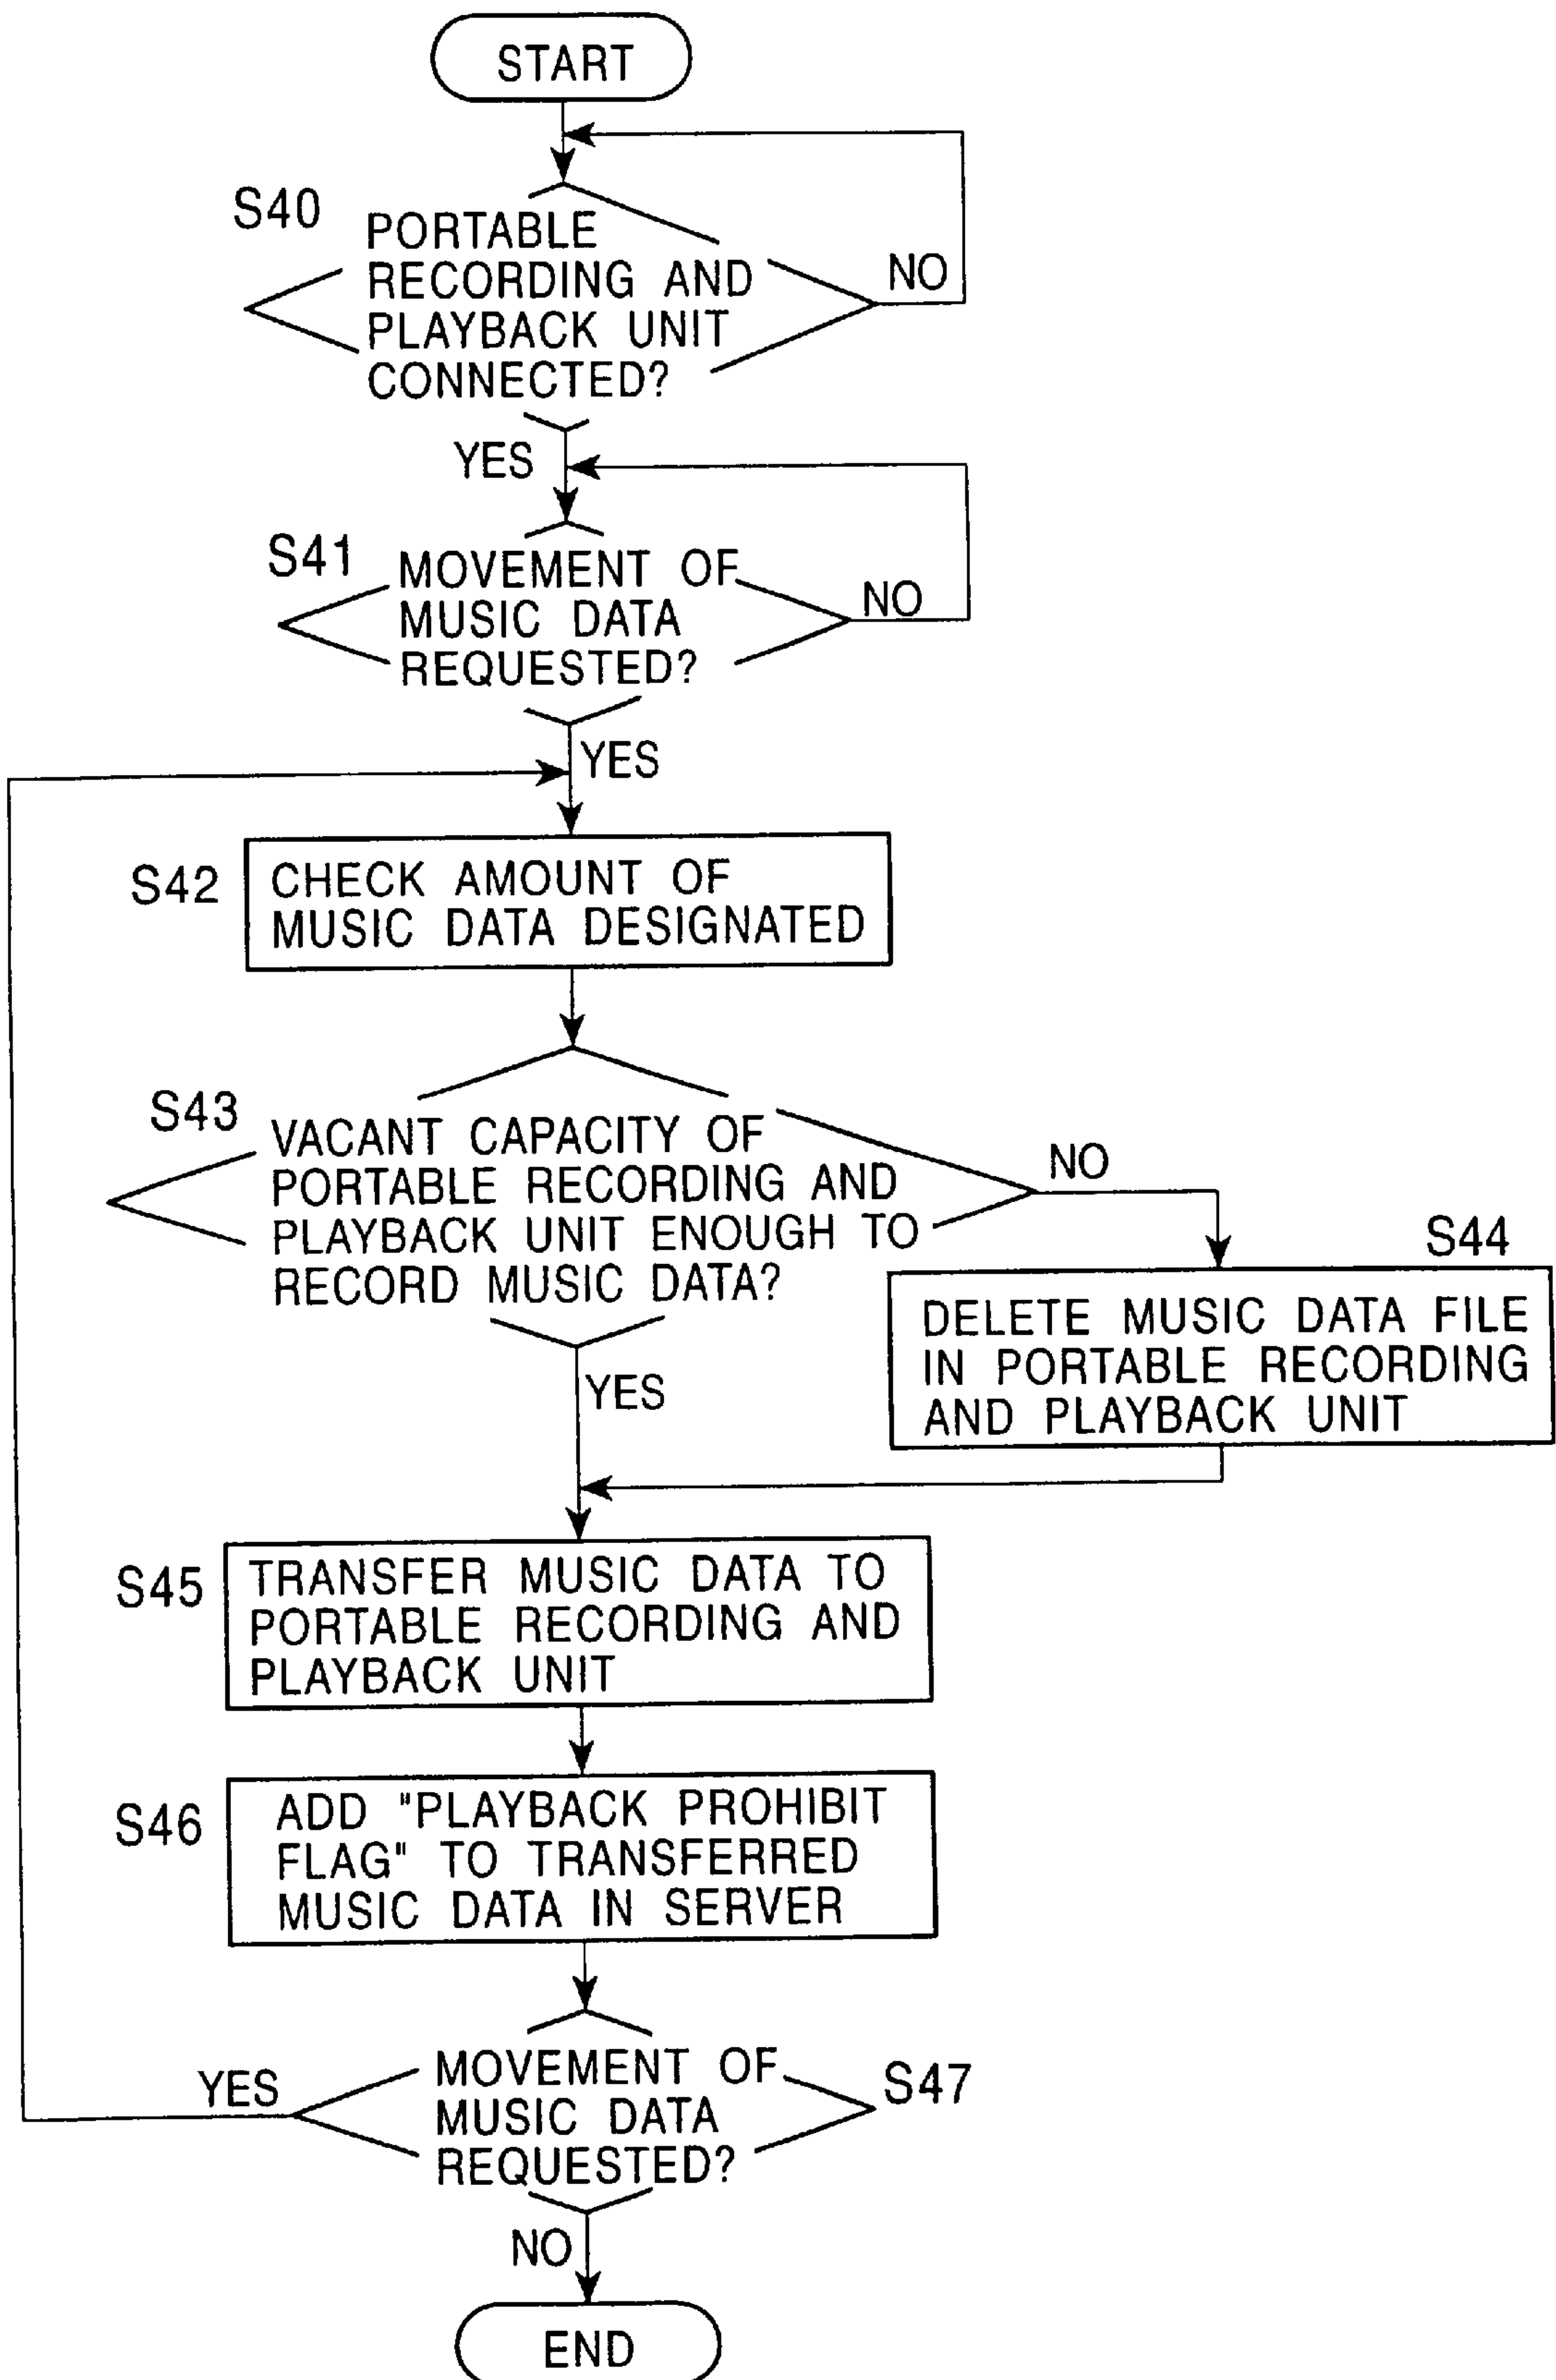 START
S40
PORTABLE
RECORDING AND
PLAYBACK UNIT
CONNECTED?
NO
YES
S41
MOVEMENT OF
MUSIC DATA
REQUESTED?
NO
YES
S42
CHECK AMOUNT OF
MUSIC DATA DESIGNATED
S43
VACANT CAPACITY OF
PORTABLE RECORDING AND
PLAYBACK UNIT ENOUGH TO
RECORD MUSIC DATA?
NO
YES
S44
DELETE MUSIC DATA FILE
IN PORTABLE RECORDING
AND PLAYBACK UNIT
S45
TRANSFER MUSIC DATA TO
PORTABLE RECORDING AND
PLAYBACK UNIT
S46
ADD "PLAYBACK PROHIBIT
FLAG" TO TRANSFERRED
MUSIC DATA IN SERVER
YES
MOVEMENT OF
MUSIC DATA
REQUESTED?
S47
NO
END